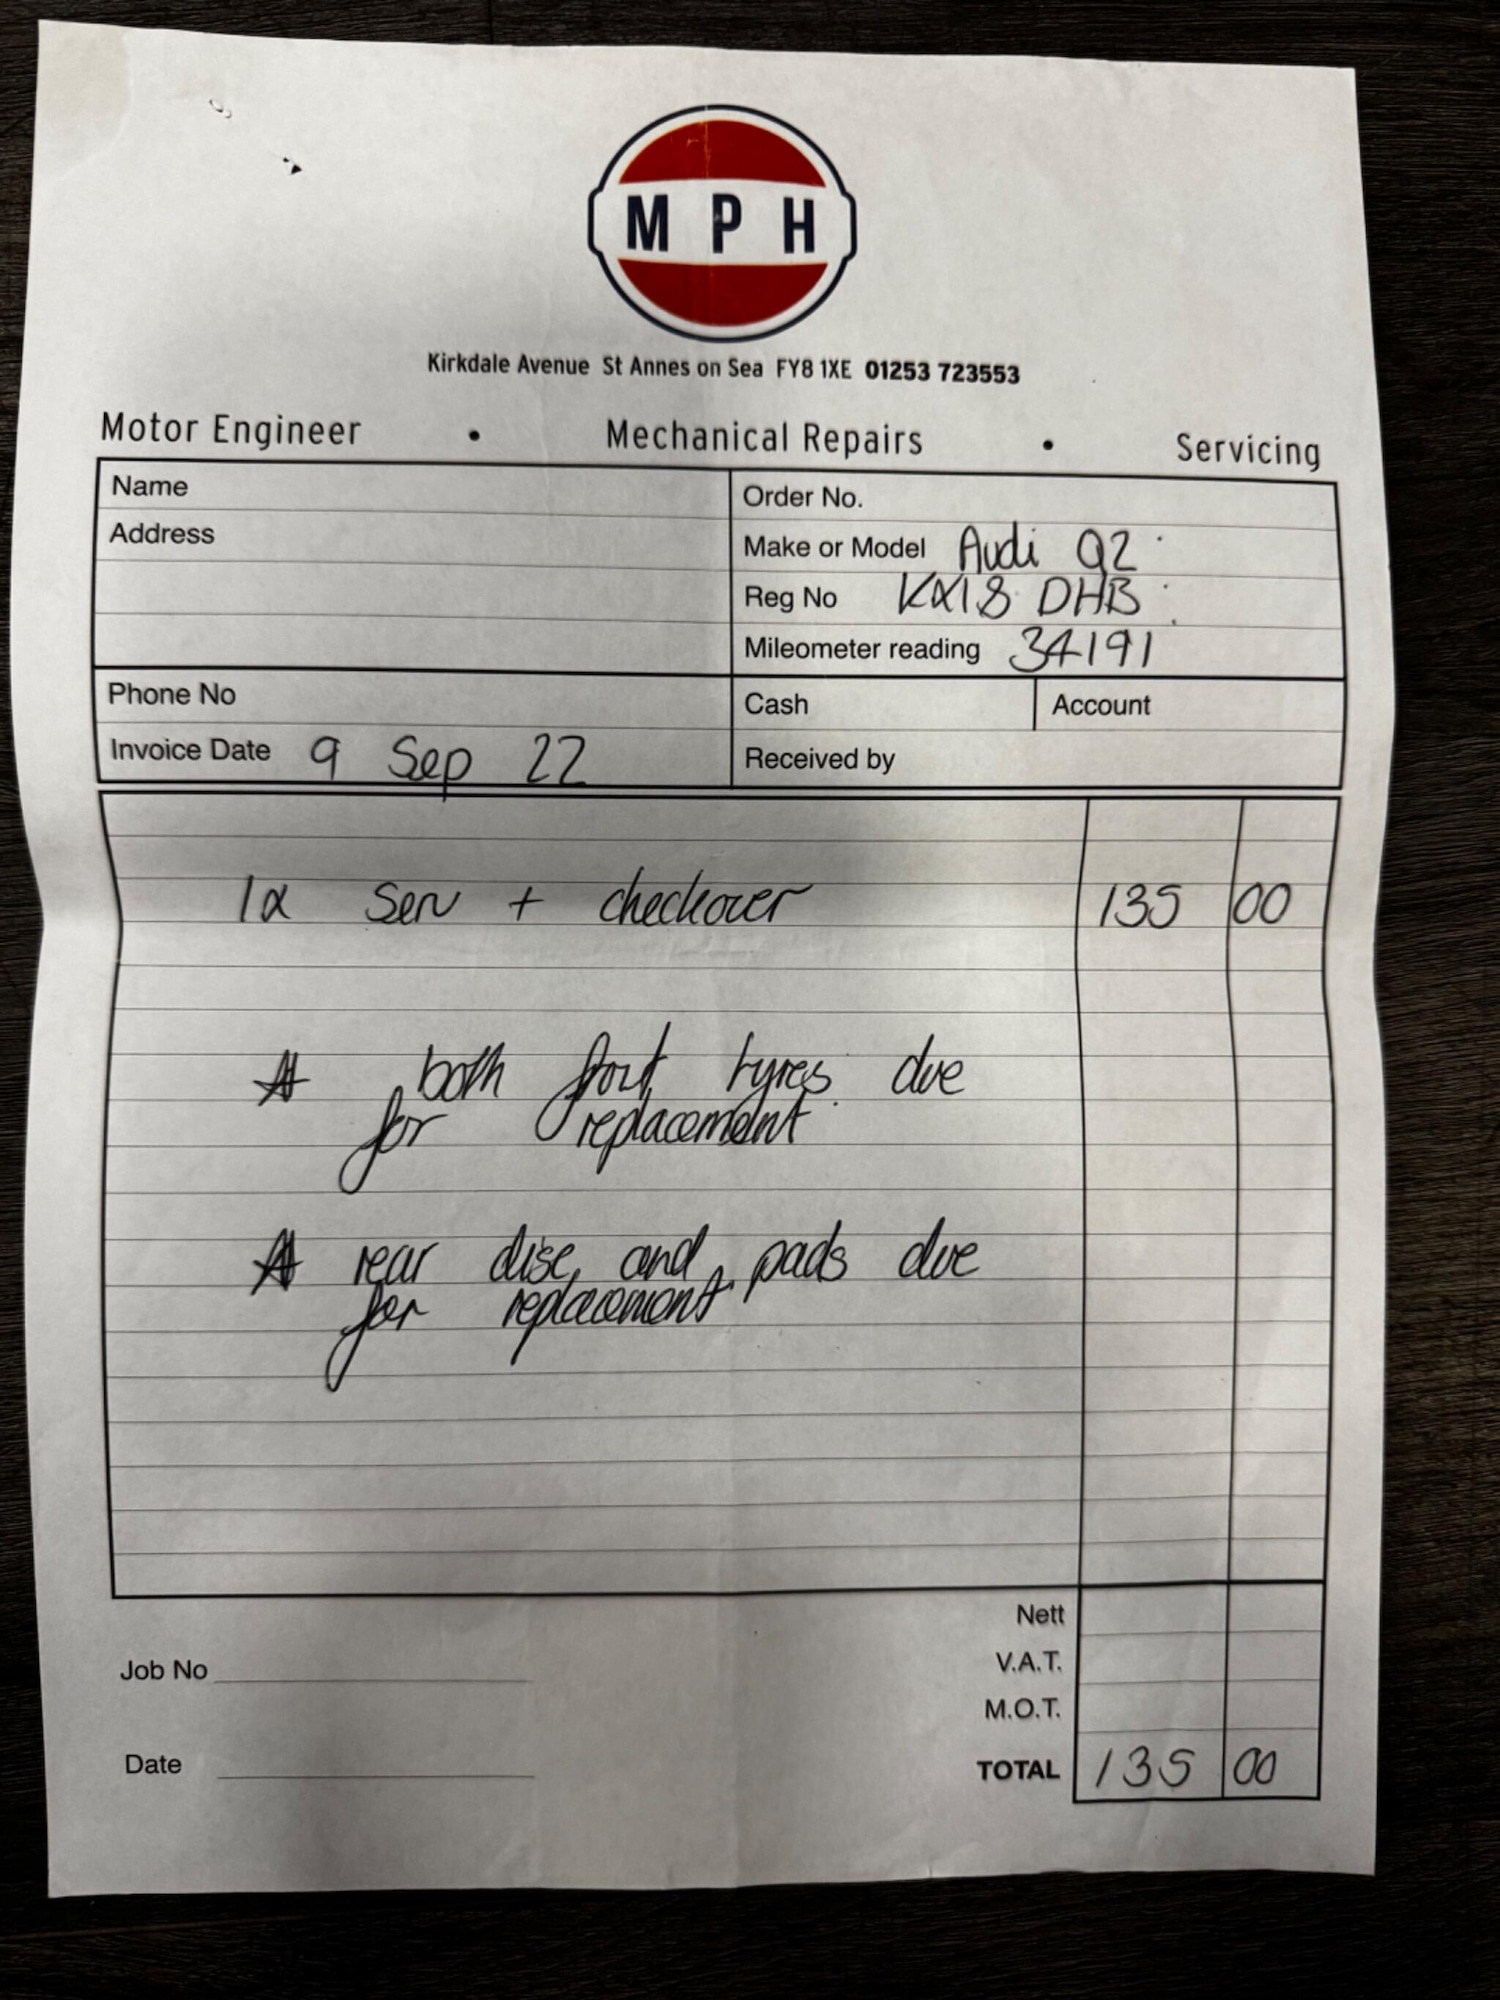 M P H
Kirkdale Avenue St Annes on Sea FY8 1XE 01253 723553
Motor Engineer • Mechanical Repairs • Servicing
Name
Order No.
Address
Make or Model Audi Q2
Reg No KX18 DHB
Mileometer reading 34191
Phone No
Cash Account
Invoice Date 9 Sep 22
Received by
1x Serv + checkover 135 00
both front tyres due
for replacement
rear disc and pads due
for replacement
Nett
Job No
V.A.T.
M.O.T.
Date
TOTAL 135 00